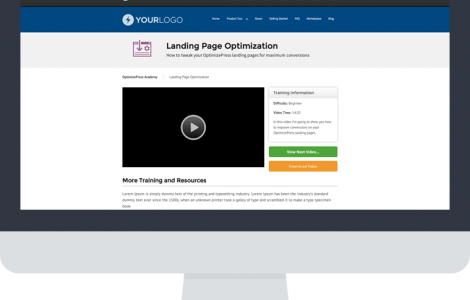 YOURLOGO
Home Product Tour News Getting Started FAQ Marketplace Blog
Landing Page Optimization
How to tweak your OptimizePress landing pages for maximum conversions
OptimizePress Academy Landing Page Optimization
Training Information
Difficulty: Beginner
Video Time:
In this video I'm going to show you how
to improve conversions on your
OptimizePress landing pages.
View Next Video...
Download Video
More Training and Resources
Lorem Ipsum is simply dummy text of the printing and typesetting industry. Lorem Ipsum has been the industry's standard
dummy text ever since the 1500s, when an unknown printer took a galley of type and scrambled it to make a type specimen
book.